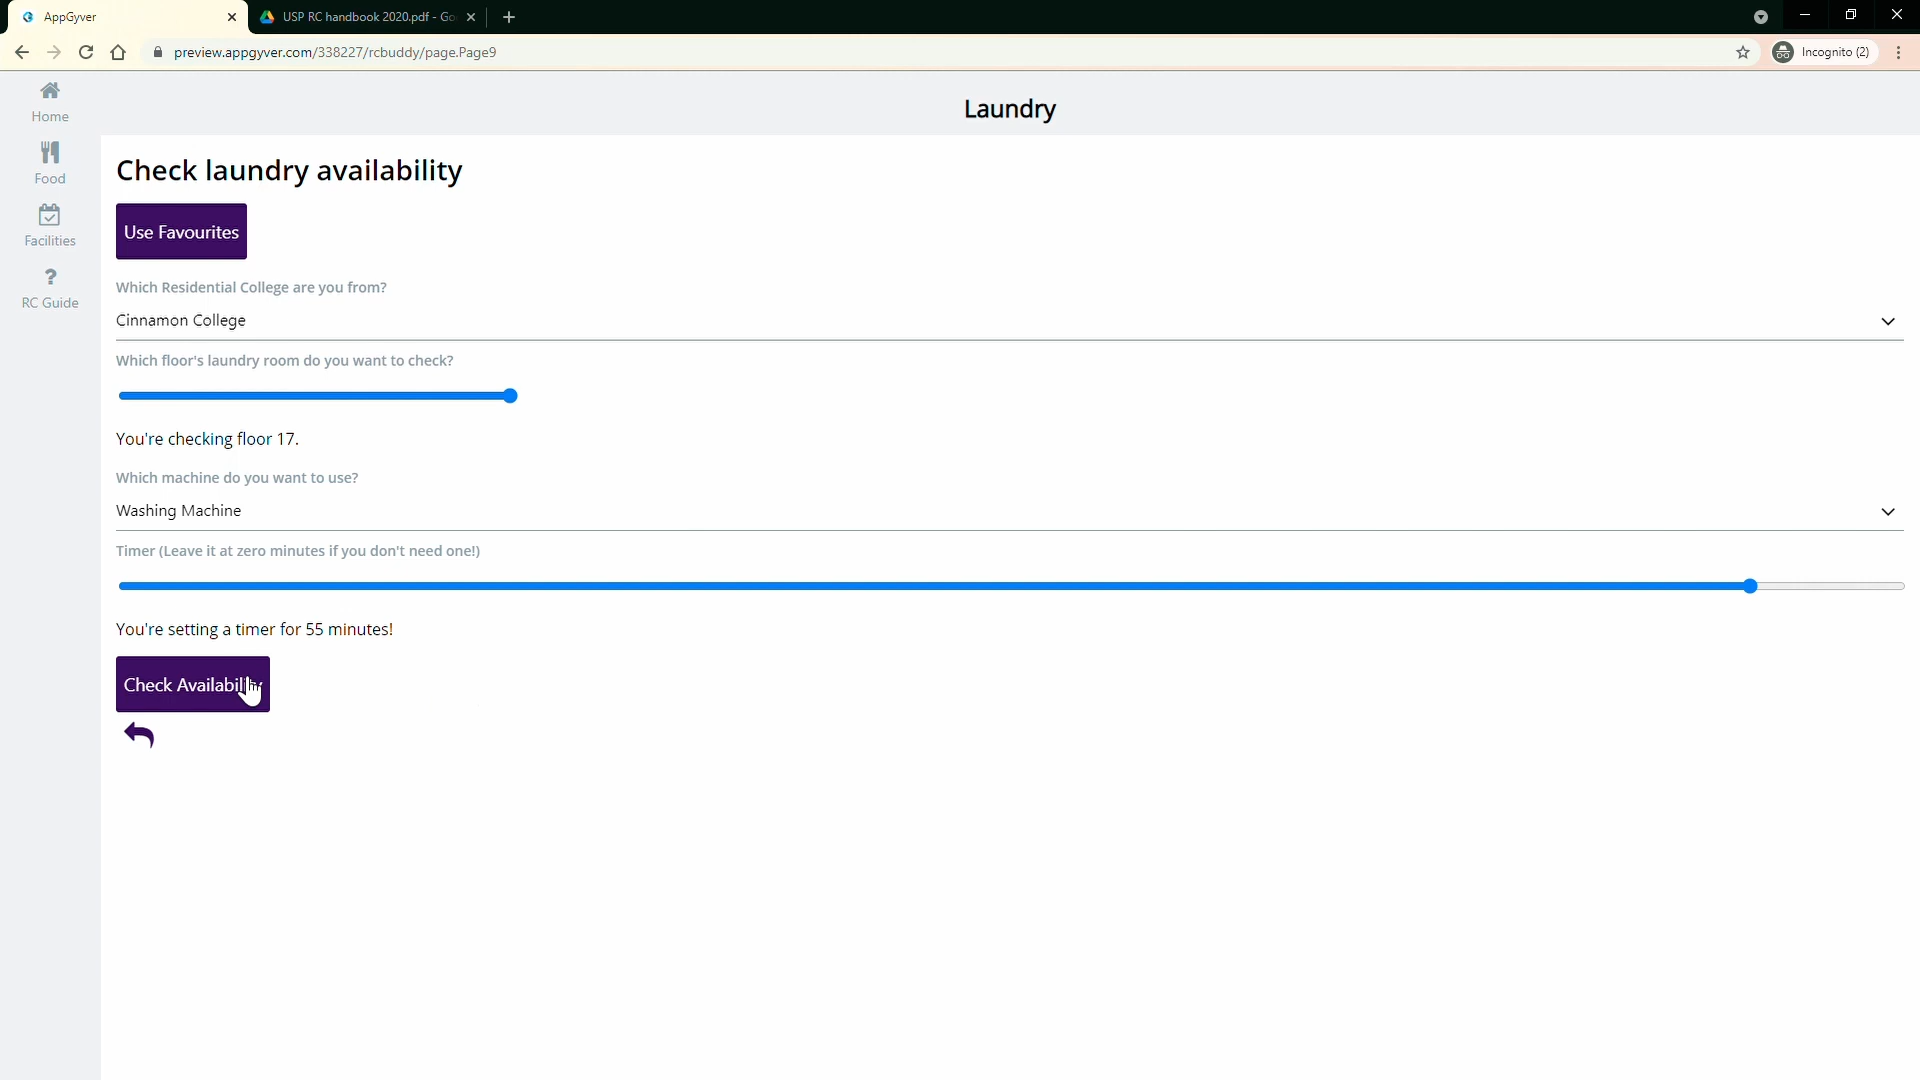 AppGyver
USP RC handbook 2020.pdf - Go
preview.appgyver.com/338227/rcbuddy/page.Page9
Incognito (2)
Home
Food
Facilities
RC Guide
Laundry
Check laundry availability
Use Favourites
Which Residential College are you from?
Cinnamon College
Which floor's laundry room do you want to check?
You're checking floor 17.
Which machine do you want to use?
Washing Machine
Timer (Leave it at zero minutes if you don't need one!)
You're setting a timer for 55 minutes!
Check Availability